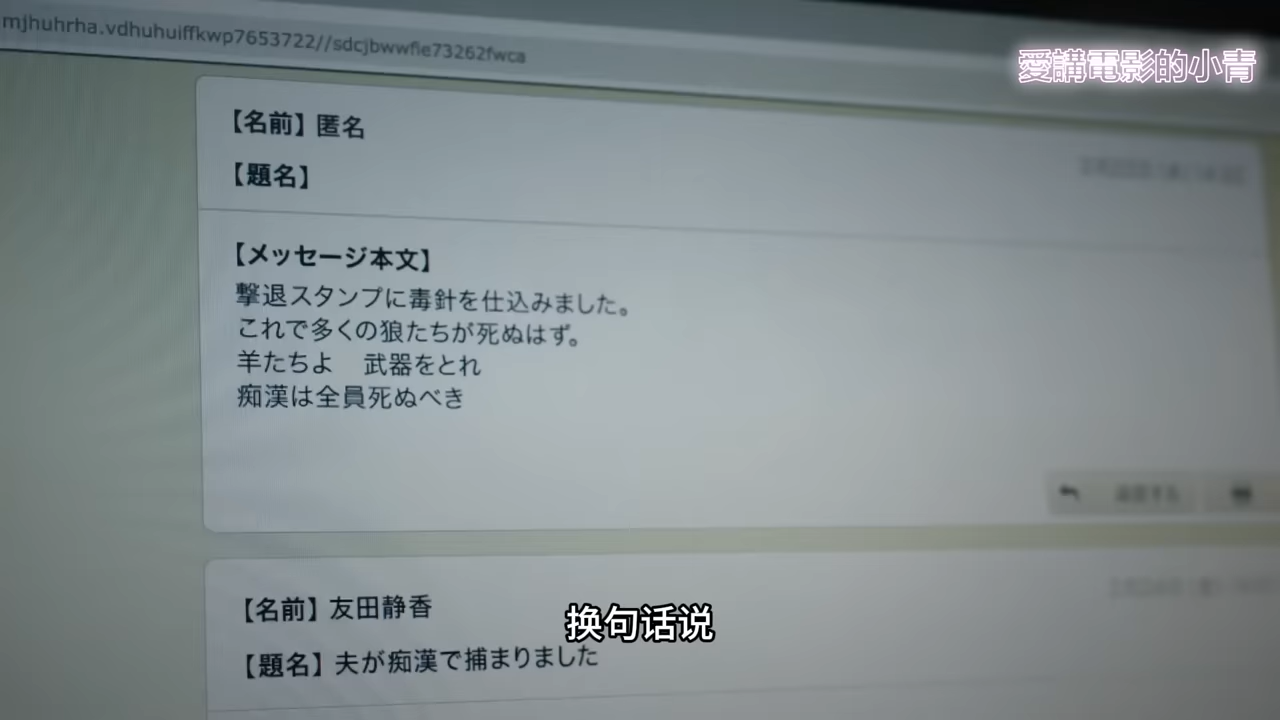 mjhuhrha.vdhuhuiffkwp7653722//sdcjbwwfie73262fwca
愛講電影的小青
【名前】匿名
【題名】
【メッセージ本文】
撃退スタンプに毒針を仕込みました。
これで多くの狼たちが死ぬはず。
羊たちよ　武器をとれ
痴漢は全員死ぬべき
【名前】友田静香
【題名】夫が痴漢で捕まりました
换句话说